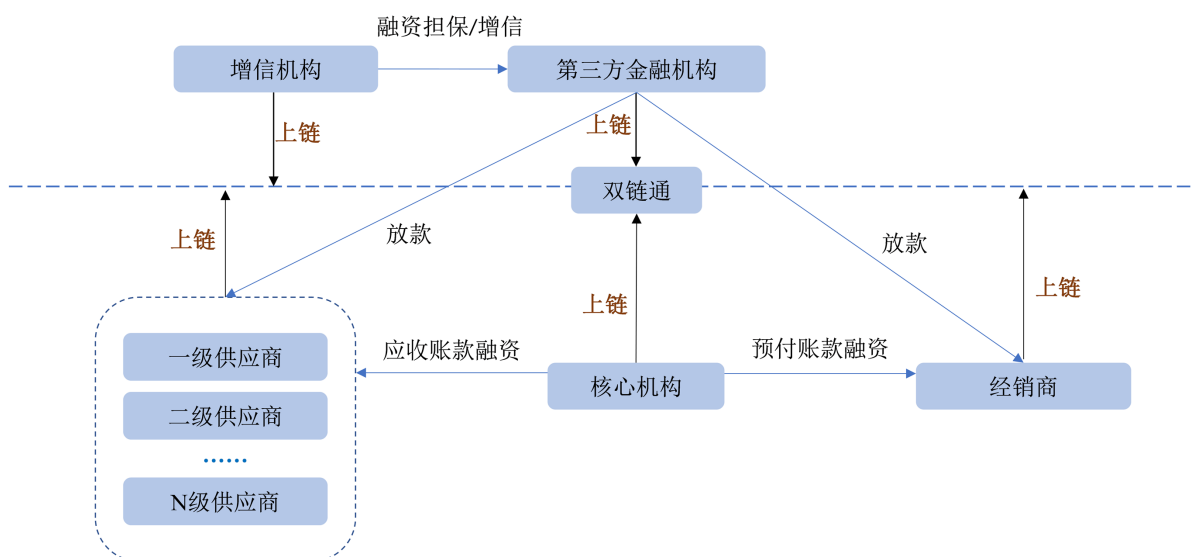 融资担保/增信
增信机构
第三方金融机构
上链
上链
双链通
上链
放款
放款
上链
上链
一级供应商
应收账款融资
预付账款融资
核心机构
经销商
二级供应商
······
N级供应商